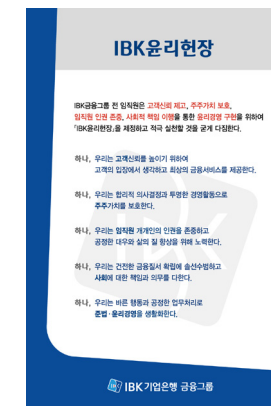 IBK윤리헌장
IBK금융그룹 전 임직원은 고객신뢰 제고, 주주가치 보호,
임직원 인권 존중, 사회적 책임 이행을 통한 윤리경영 구현을 위하여
「IBK윤리헌장」을 제정하고 적극 실천할 것을 굳게 다짐한다.
하나, 우리는 고객신뢰를 높이기 위하여
고객의 입장에서 생각하고 최상의 금융서비스를 제공한다.
하나, 우리는 합리적 의사결정과 투명한 경영활동으로
주주가치를 보호한다.
하나, 우리는 임직원 개개인의 인권을 존중하고
공정한 대우와 삶의 질 향상을 위해 노력한다.
하나, 우리는 건전한 금융질서 확립에 솔선수범하고
사회에 대한 책임과 의무를 다한다.
하나, 우리는 바른 행동과 공정한 업무처리로
준법·윤리경영을 생활화한다.
IBK기업은행 금융그룹